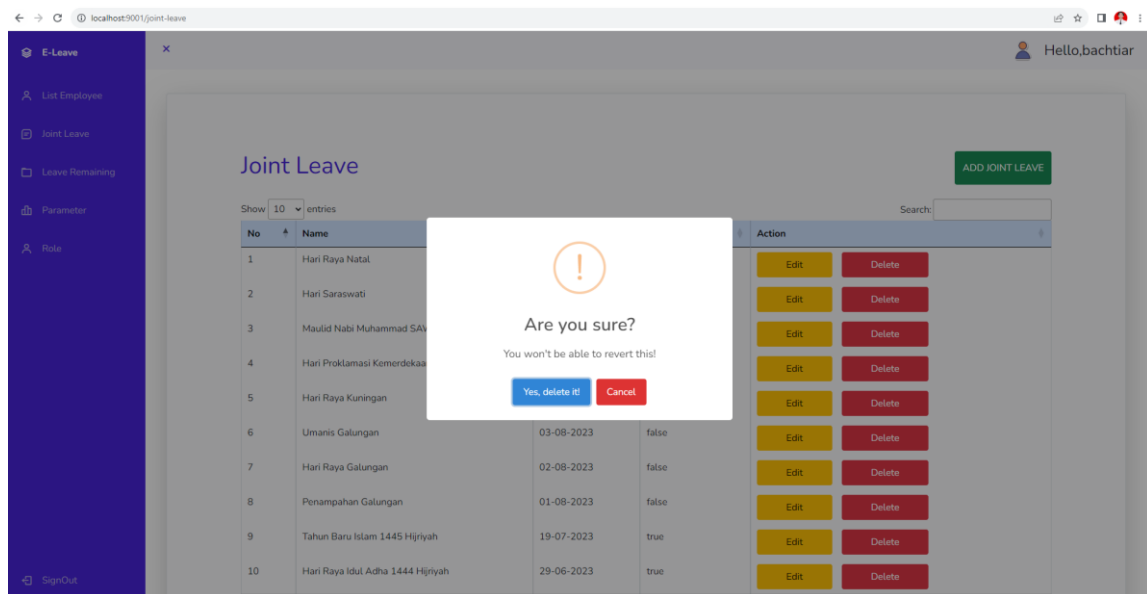 localhost:9001/joint-leave
E-Leave
×
Hello,bachtiar
List Employee
Joint Leave
Leave Remaining
Parameter
Role
SignOut
Joint Leave
ADD JOINT LEAVE
Show 10 entries
Search:
No Name Action
1 Hari Raya Natal Edit Delete
2 Hari Saraswati Edit Delete
3 Maulid Nabi Muhammad Edit Delete
4 Hari Proklamasi Edit Delete
5 Hari Raya Kuningan Edit Delete
6 Umanis Galungan 03-08-2023 false Edit Delete
7 Hari Raya Galungan 02-08-2023 false Edit Delete
8 Penampahan Galungan 01-08-2023 false Edit Delete
9 Tahun Baru Islam 1445 Hijriyah 19-07-2023 true Edit Delete
10 Hari Raya Idul Adha 1444 Hijriyah 29-06-2023 true Edit Delete
!
Are you sure?
You won't be able to revert this!
Yes, delete it! Cancel